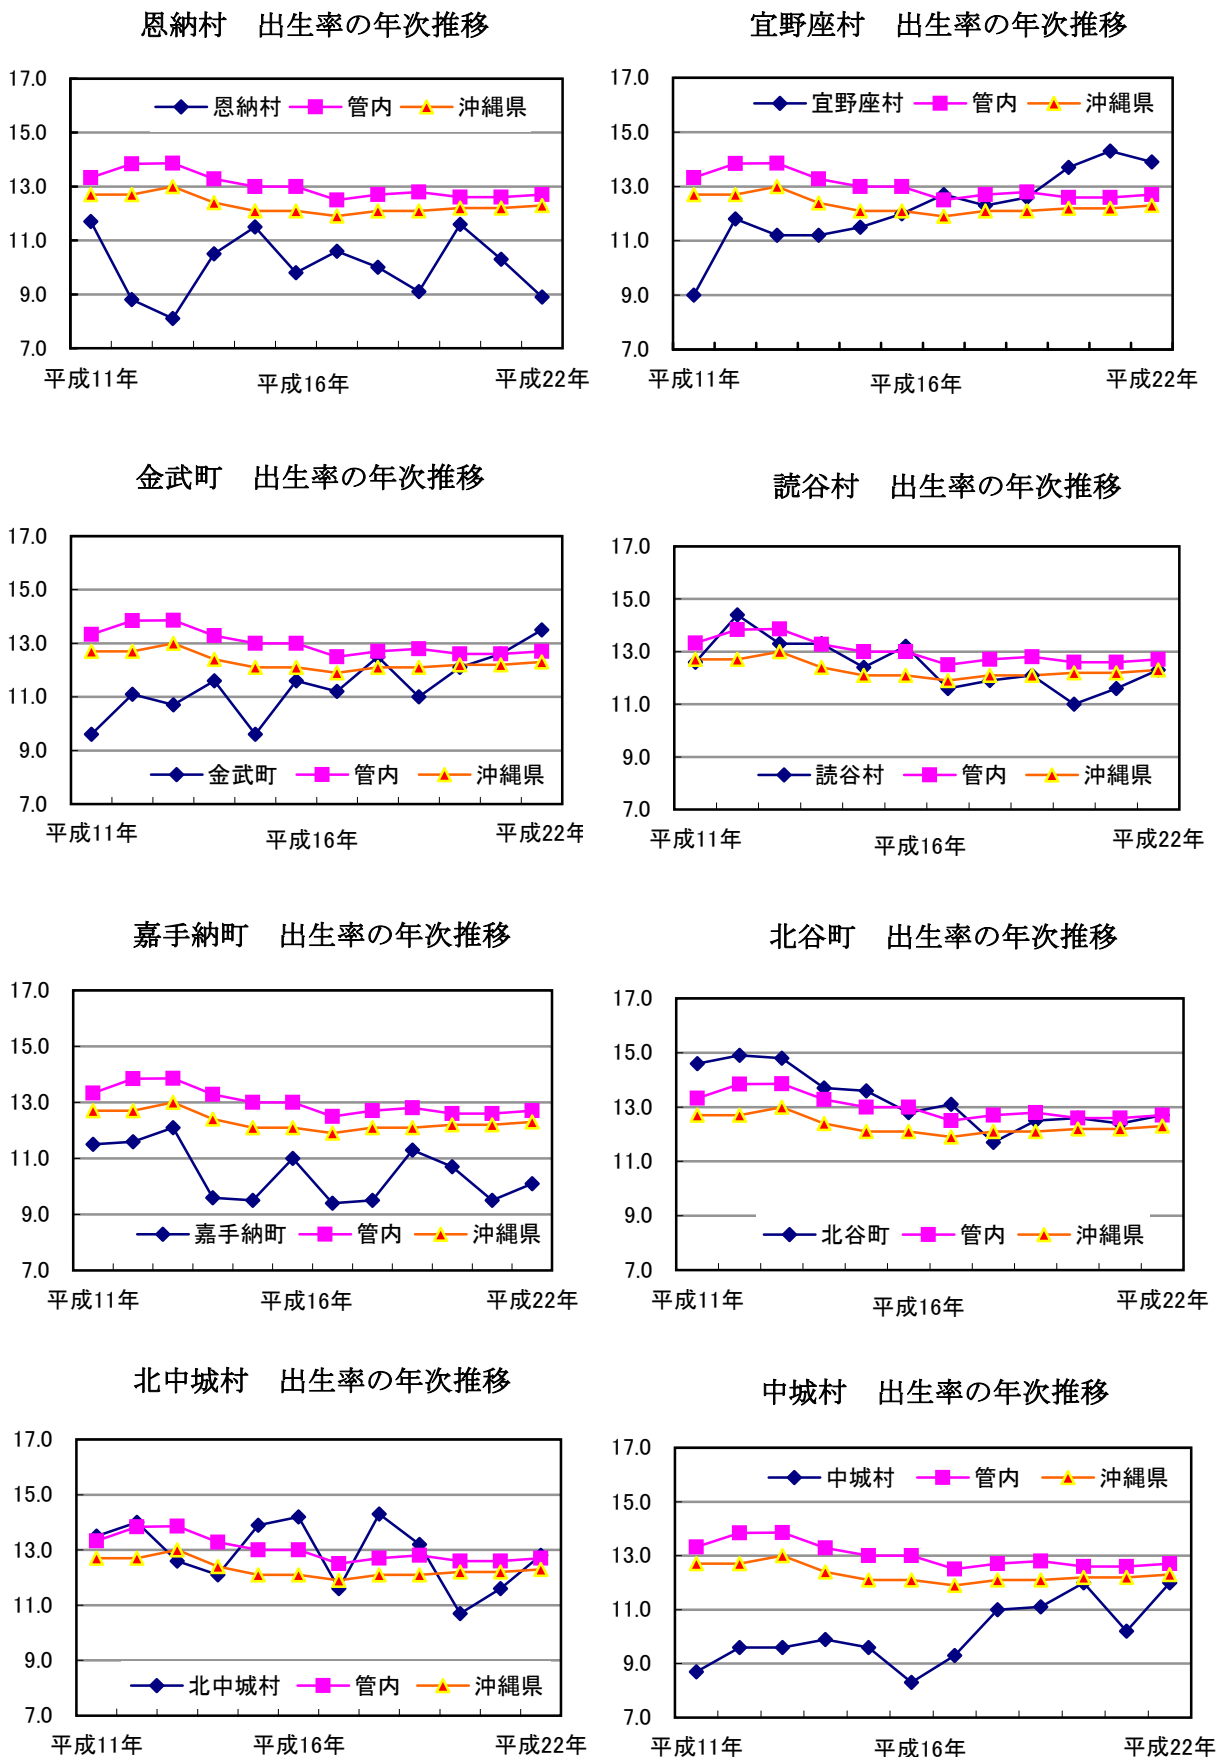 恩納村　出生率の年次推移
17.0
15.0
13.0
11.0
9.0
7.0
恩納村 管内 沖縄県
平成11年 平成16年 平成22年
宜野座村　出生率の年次推移
17.0
15.0
13.0
11.0
9.0
7.0
宜野座村 管内 沖縄県
平成11年 平成16年 平成22年
金武町　出生率の年次推移
17.0
15.0
13.0
11.0
9.0
7.0
金武町 管内 沖縄県
平成11年 平成16年 平成22年
読谷村　出生率の年次推移
17.0
15.0
13.0
11.0
9.0
7.0
読谷村 管内 沖縄県
平成11年 平成16年 平成22年
嘉手納町　出生率の年次推移
17.0
15.0
13.0
11.0
9.0
7.0
嘉手納町 管内 沖縄県
平成11年 平成16年 平成22年
北谷町　出生率の年次推移
17.0
15.0
13.0
11.0
9.0
7.0
北谷町 管内 沖縄県
平成11年 平成16年 平成22年
北中城村　出生率の年次推移
17.0
15.0
13.0
11.0
9.0
7.0
北中城村 管内 沖縄県
平成11年 平成16年 平成22年
中城村　出生率の年次推移
17.0
15.0
13.0
11.0
9.0
7.0
中城村 管内 沖縄県
平成11年 平成16年 平成22年